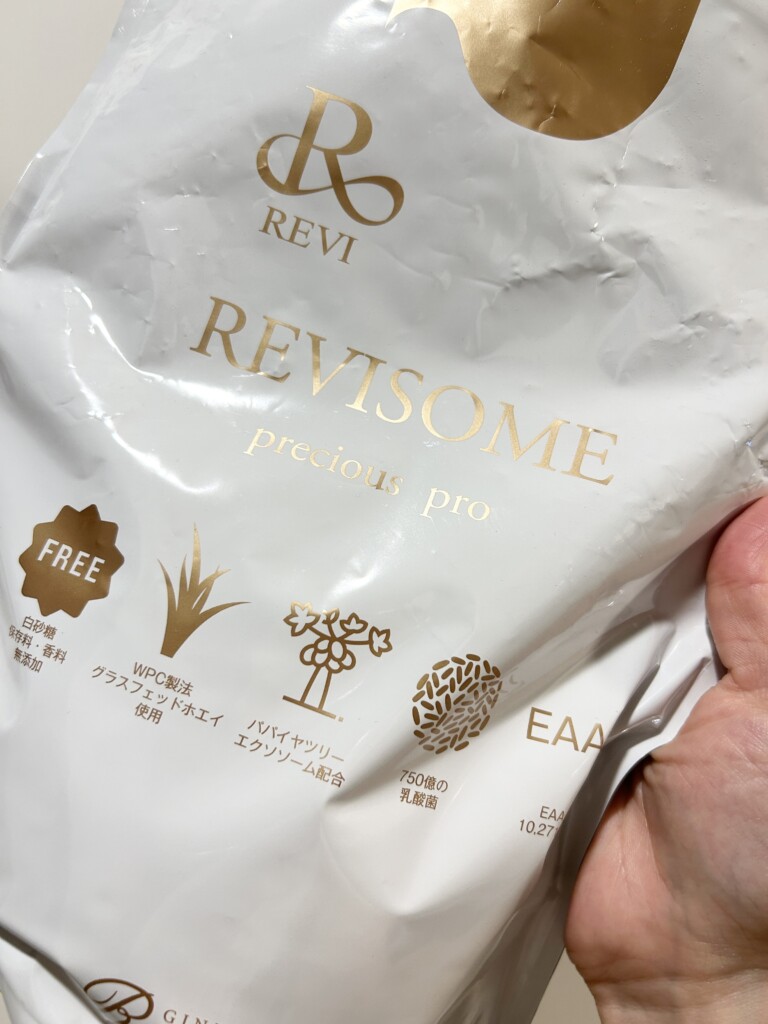 R
REVI
REVISOME
precious pro
FREE
白砂糖
保存料・香料
無添加
WPC製法
グラスフェッドホエイ
使用
パパイヤツリー
エクソソーム配合
750億の
乳酸菌
EAA
EAA
10,27